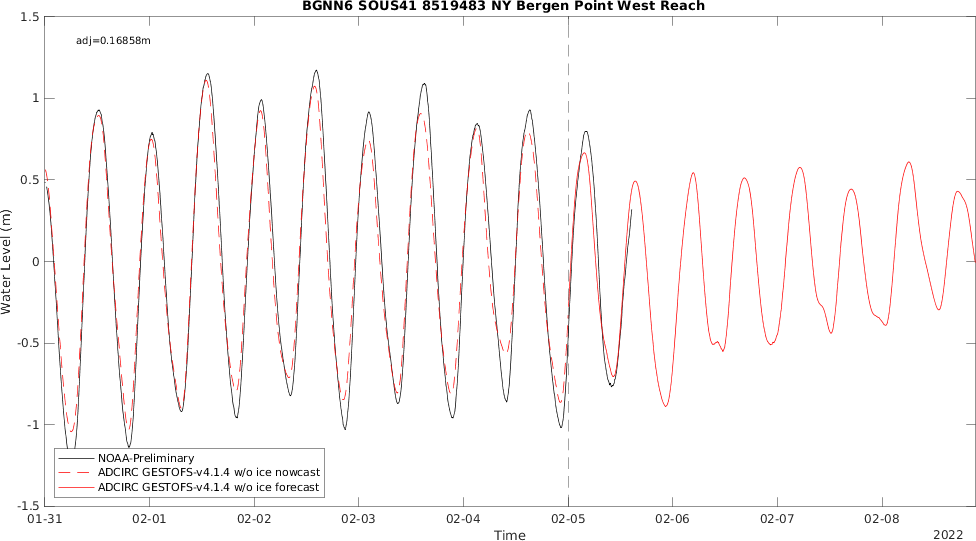 BGNN6 SOUS41 8519483 NY Bergen Point West Reach
adj=0.16858m
1.5
1
0.5
0
-0.5
-1
-1.5
Water Level (m)
NOAA-Preliminary
ADCIRC GESTOFS-v4.1.4 w/o ice nowcast
ADCIRC GESTOFS-v4.1.4 w/o ice forecast
01-31 02-01 02-02 02-03 02-04 02-05 02-06 02-07 02-08
Time
2022